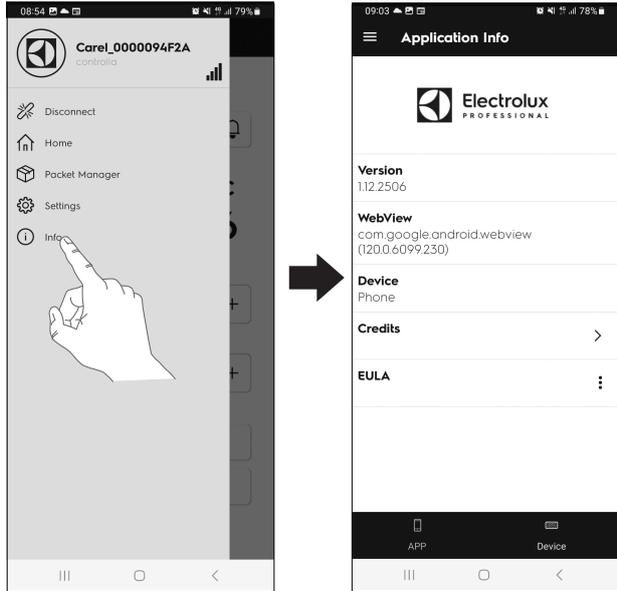 08:54 79%
Carel_0000094F2A
controlla
Disconnect
Home
Packet Manager
Settings
Info
09:03 78%
Application Info
Electrolux
PROFESSIONAL
Version
1.12.2506
WebView
com.google.android.webview
(120.0.6099.230)
Device
Phone
Credits
EULA
APP Device